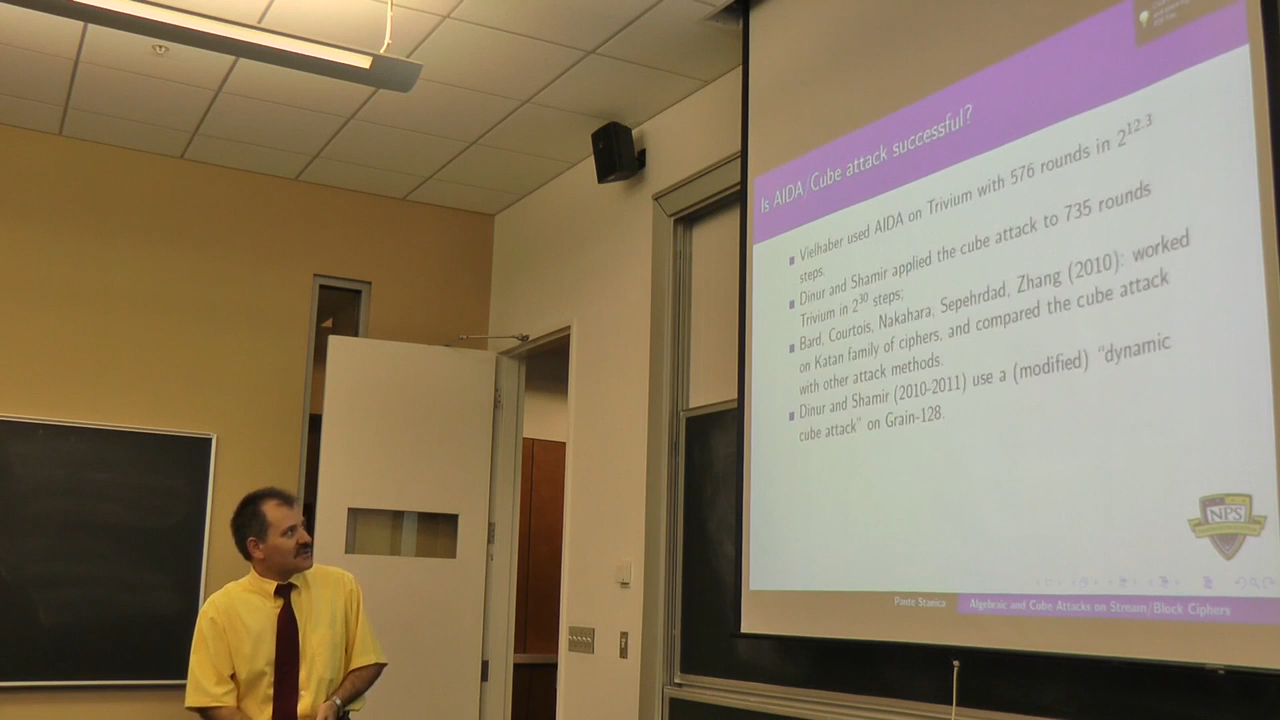 Is AIDA/Cube attack successful?
Vielhaber used AIDA on Trivium with 576 rounds in 2^12.3
steps.
Dinur and Shamir applied the cube attack to 735 rounds
Trivium in 2^30 steps;
Bard, Courtois, Nakahara, Sepehrdad, Zhang (2010): worked
on Katan family of ciphers, and compared the cube attack
with other attack methods.
Dinur and Shamir (2010-2011) use a (modified) "dynamic
cube attack" on Grain-128.
NPS
Pante Stanica
Algebraic and Cube Attacks on Stream/Block Ciphers